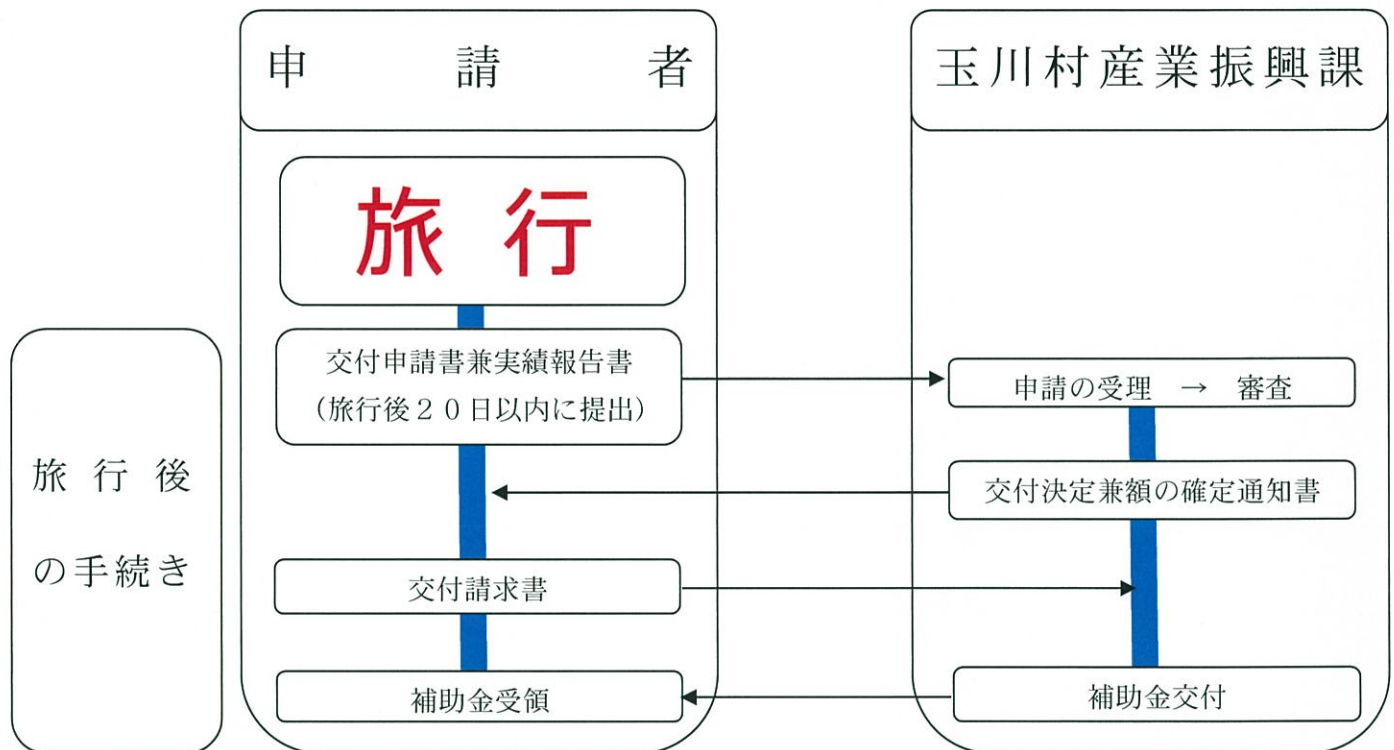 申請者
玉川村産業振興課
旅行
旅行後
の手続き
交付申請書兼実績報告書
（旅行後２０日以内に提出）
申請の受理　→　審査
交付決定兼額の確定通知書
交付請求書
補助金受領
補助金交付